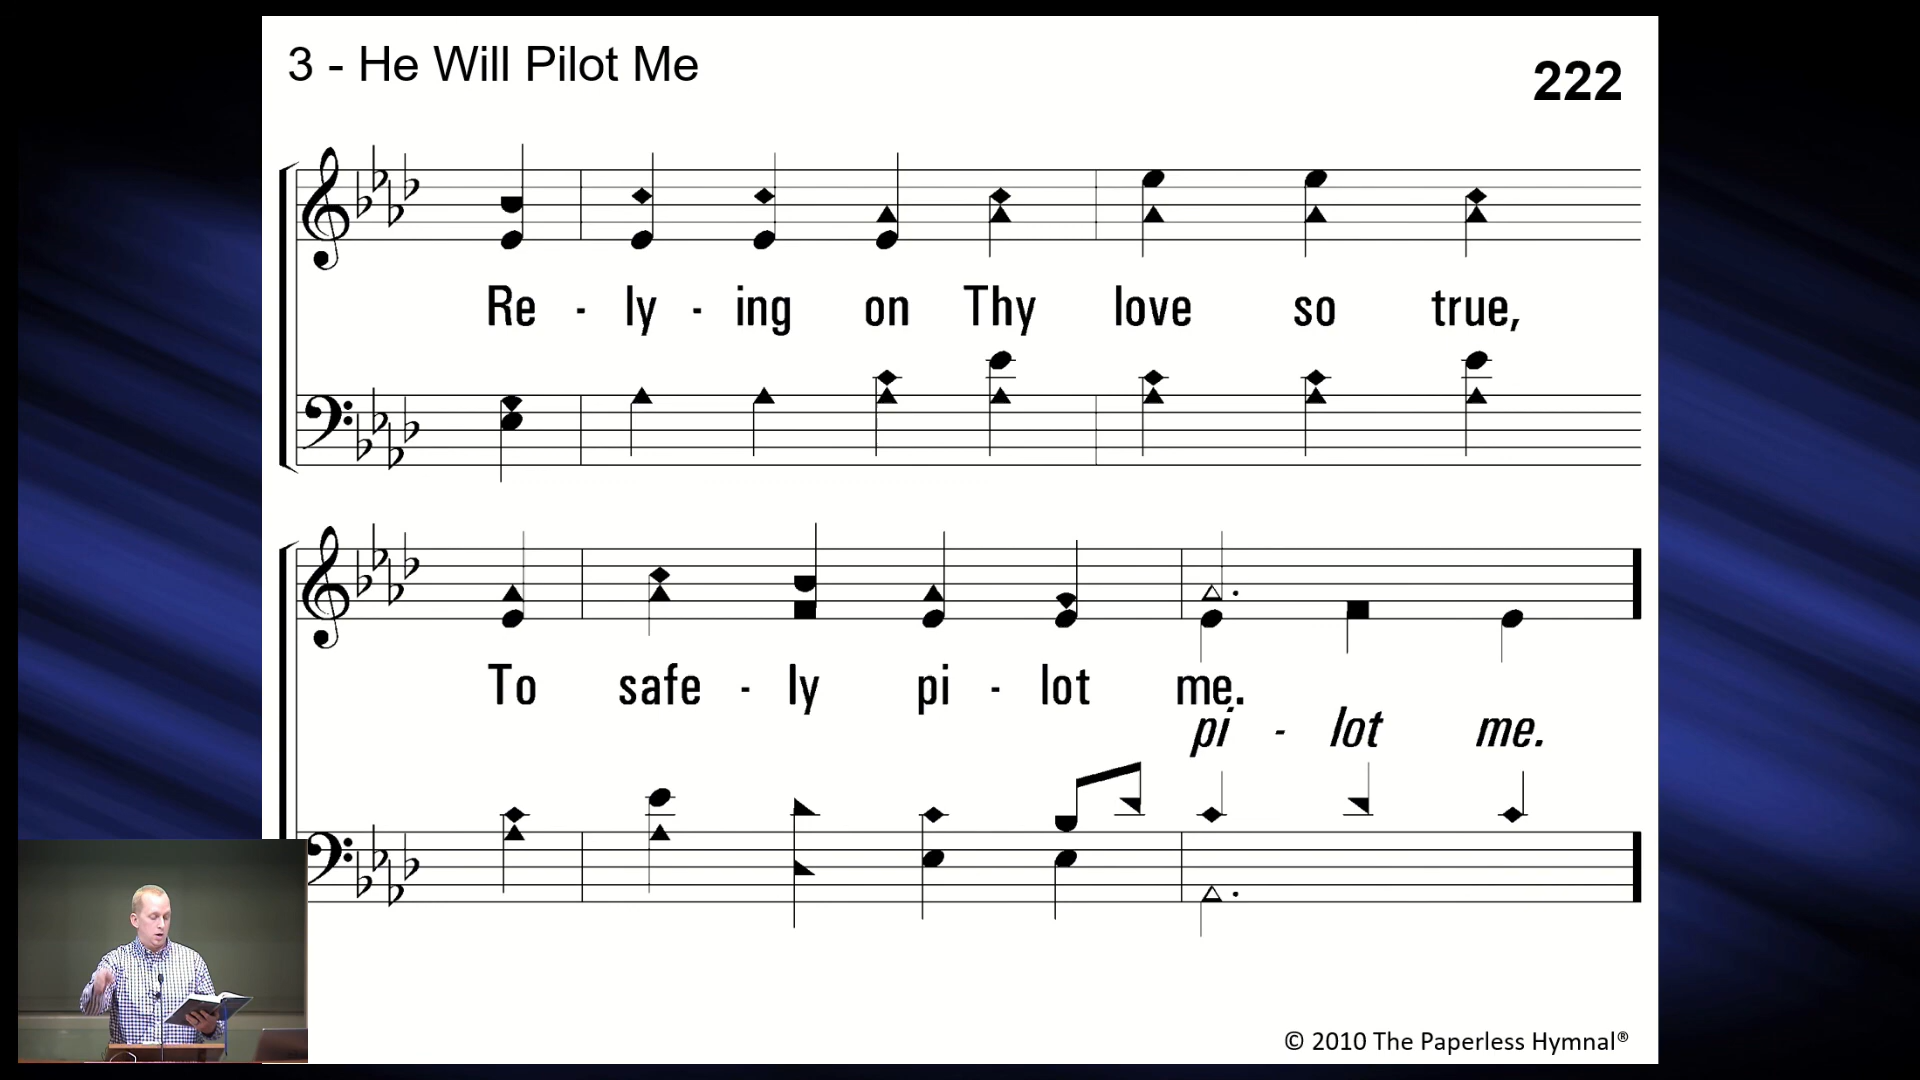 3 - He Will Pilot Me
222
Re - ly - ing on Thy love so true,
To safe - ly pi - lot me.
pi - lot me.
© 2010 The Paperless Hymnal®